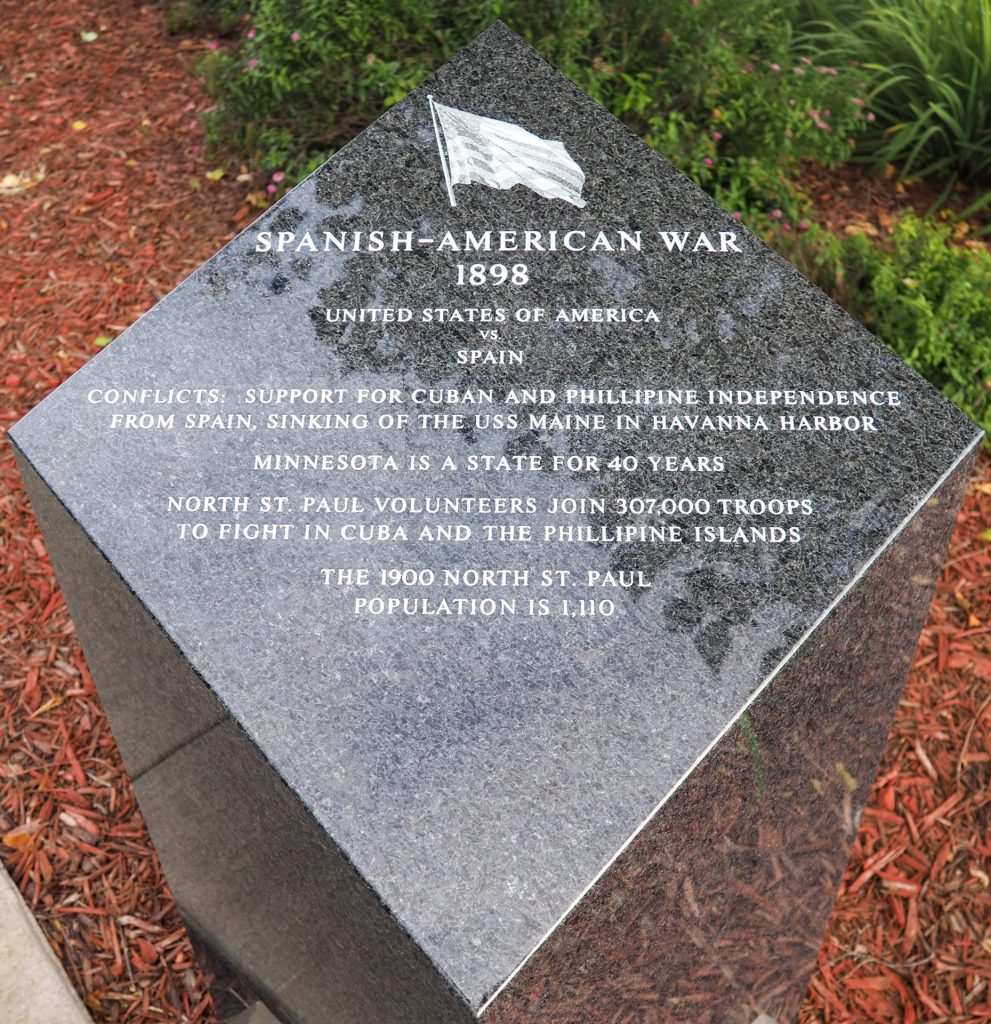 SPANISH-AMERICAN WAR
1898
UNITED STATES OF AMERICA
VS.
SPAIN
CONFLICTS: SUPPORT FOR CUBAN AND PHILLIPINE INDEPENDENCE
FROM SPAIN, SINKING OF THE USS MAINE IN HAVANNA HARBOR
MINNESOTA IS A STATE FOR 40 YEARS
NORTH ST. PAUL VOLUNTEERS JOIN 307,000 TROOPS
TO FIGHT IN CUBA AND THE PHILLIPINE ISLANDS
THE 1900 NORTH ST. PAUL
POPULATION IS 1,110